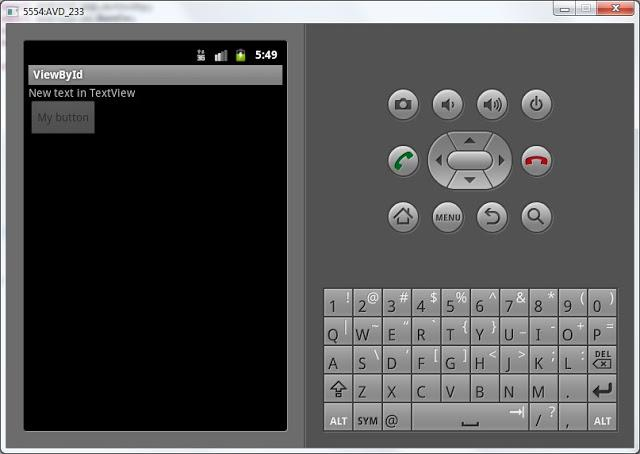 5554:AVD_233
3G 5:49
ViewById
New text in TextView
My button
MENU
1 ! 2 @ 3 # 4 $ 5 % 6 ^ 7 & 8 * 9 ( 0 )
Q | W ~ E " R ` T { Y } U _ I - O + P =
A S \ D ' F [ G ] H < J > K ; L : DEL
Z X C V B N M .
ALT SYM @ / ? , ALT